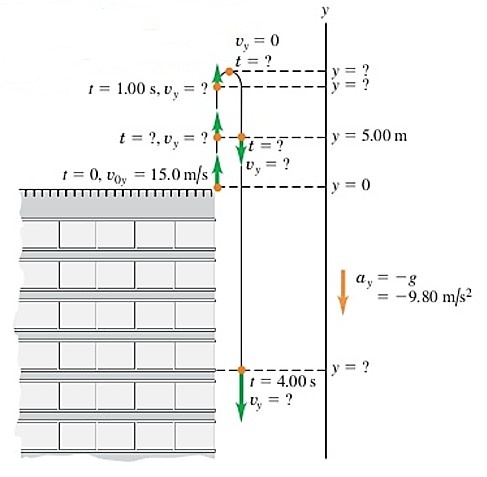 y
v_y = 0
t = ?
y = ?
t = 1.00 s, v_y = ?
y = ?
t = ?, v_y = ?
y = 5.00 m
t = ?
v_y = ?
t = 0, v_0y = 15.0 m/s
y = 0
a_y = −g
= −9.80 m/s²
y = ?
t = 4.00 s
v_y = ?